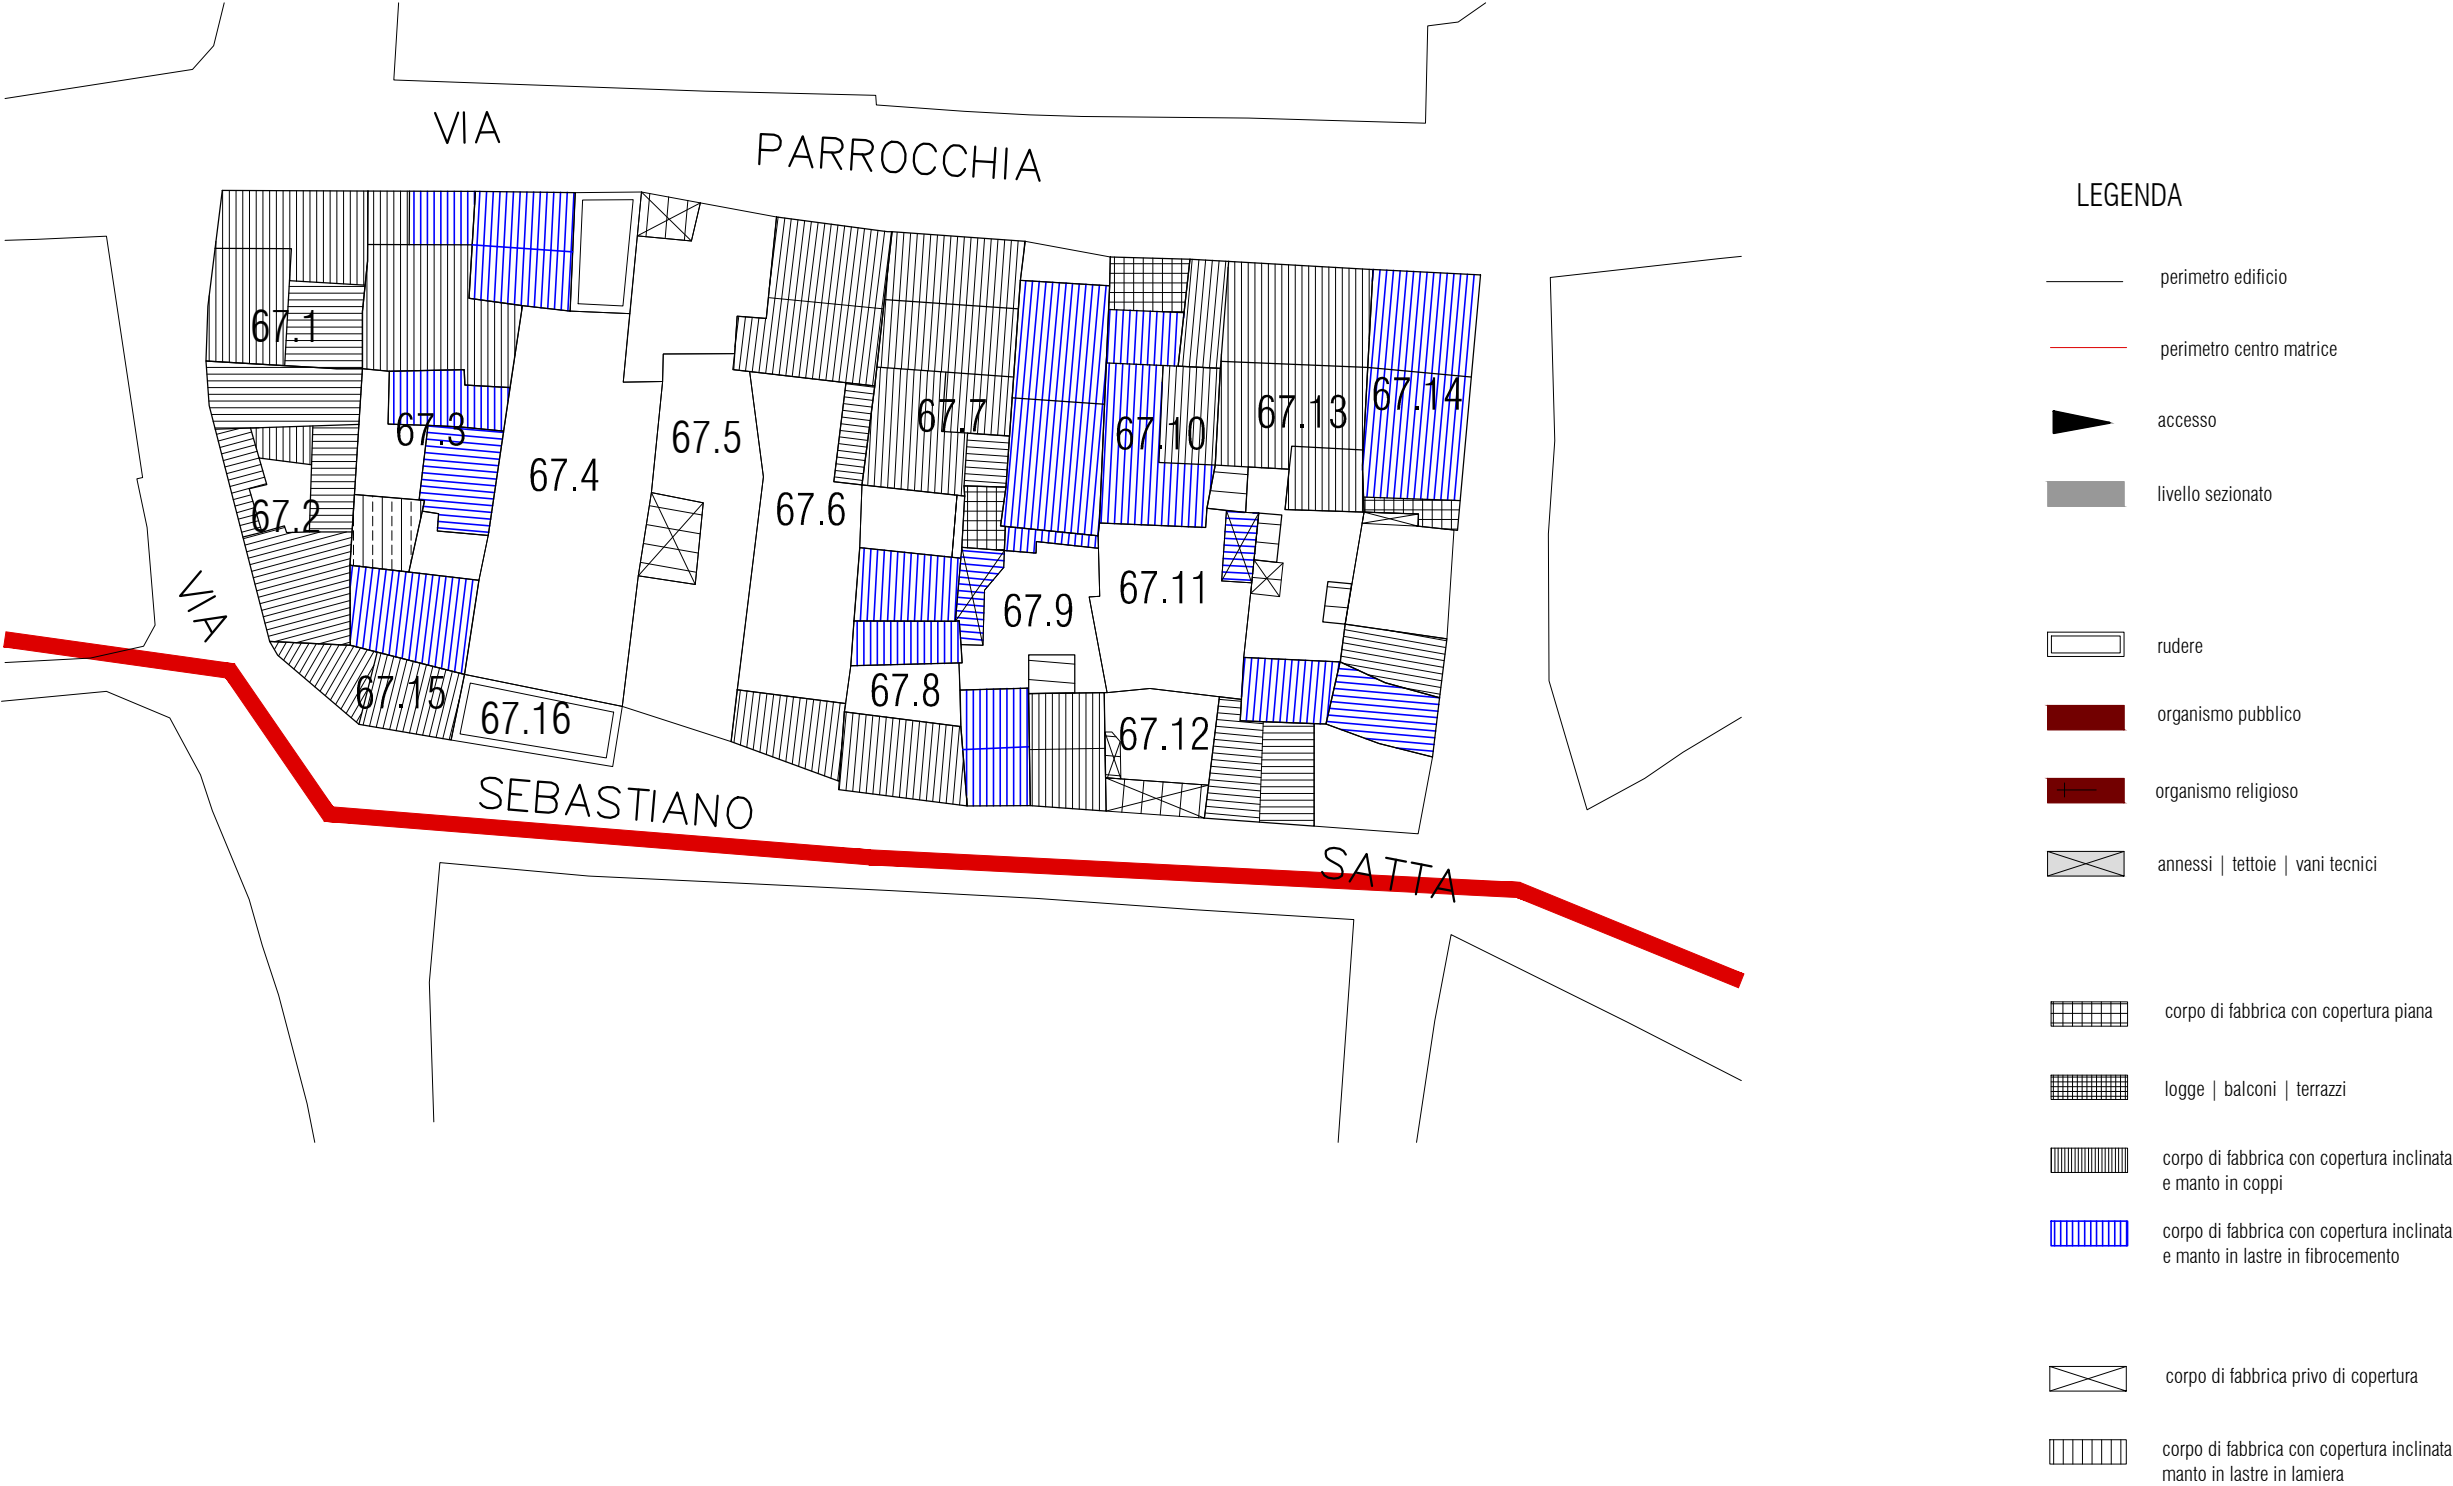 VIA
PARROCCHIA
67.1
67.2
67.3
67.4
67.5
67.6
67.7
67.8
67.9
67.10
67.11
67.12
67.13
67.14
67.15
67.16
VIA
SEBASTIANO
SATTA
LEGENDA
perimetro edificio
perimetro centro matrice
accesso
livello sezionato
rudere
organismo pubblico
organismo religioso
annessi | tettoie | vani tecnici
corpo di fabbrica con copertura piana
logge | balconi | terrazzi
corpo di fabbrica con copertura inclinata
e manto in coppi
corpo di fabbrica con copertura inclinata
e manto in lastre in fibrocemento
corpo di fabbrica privo di copertura
corpo di fabbrica con copertura inclinata
manto in lastre in lamiera